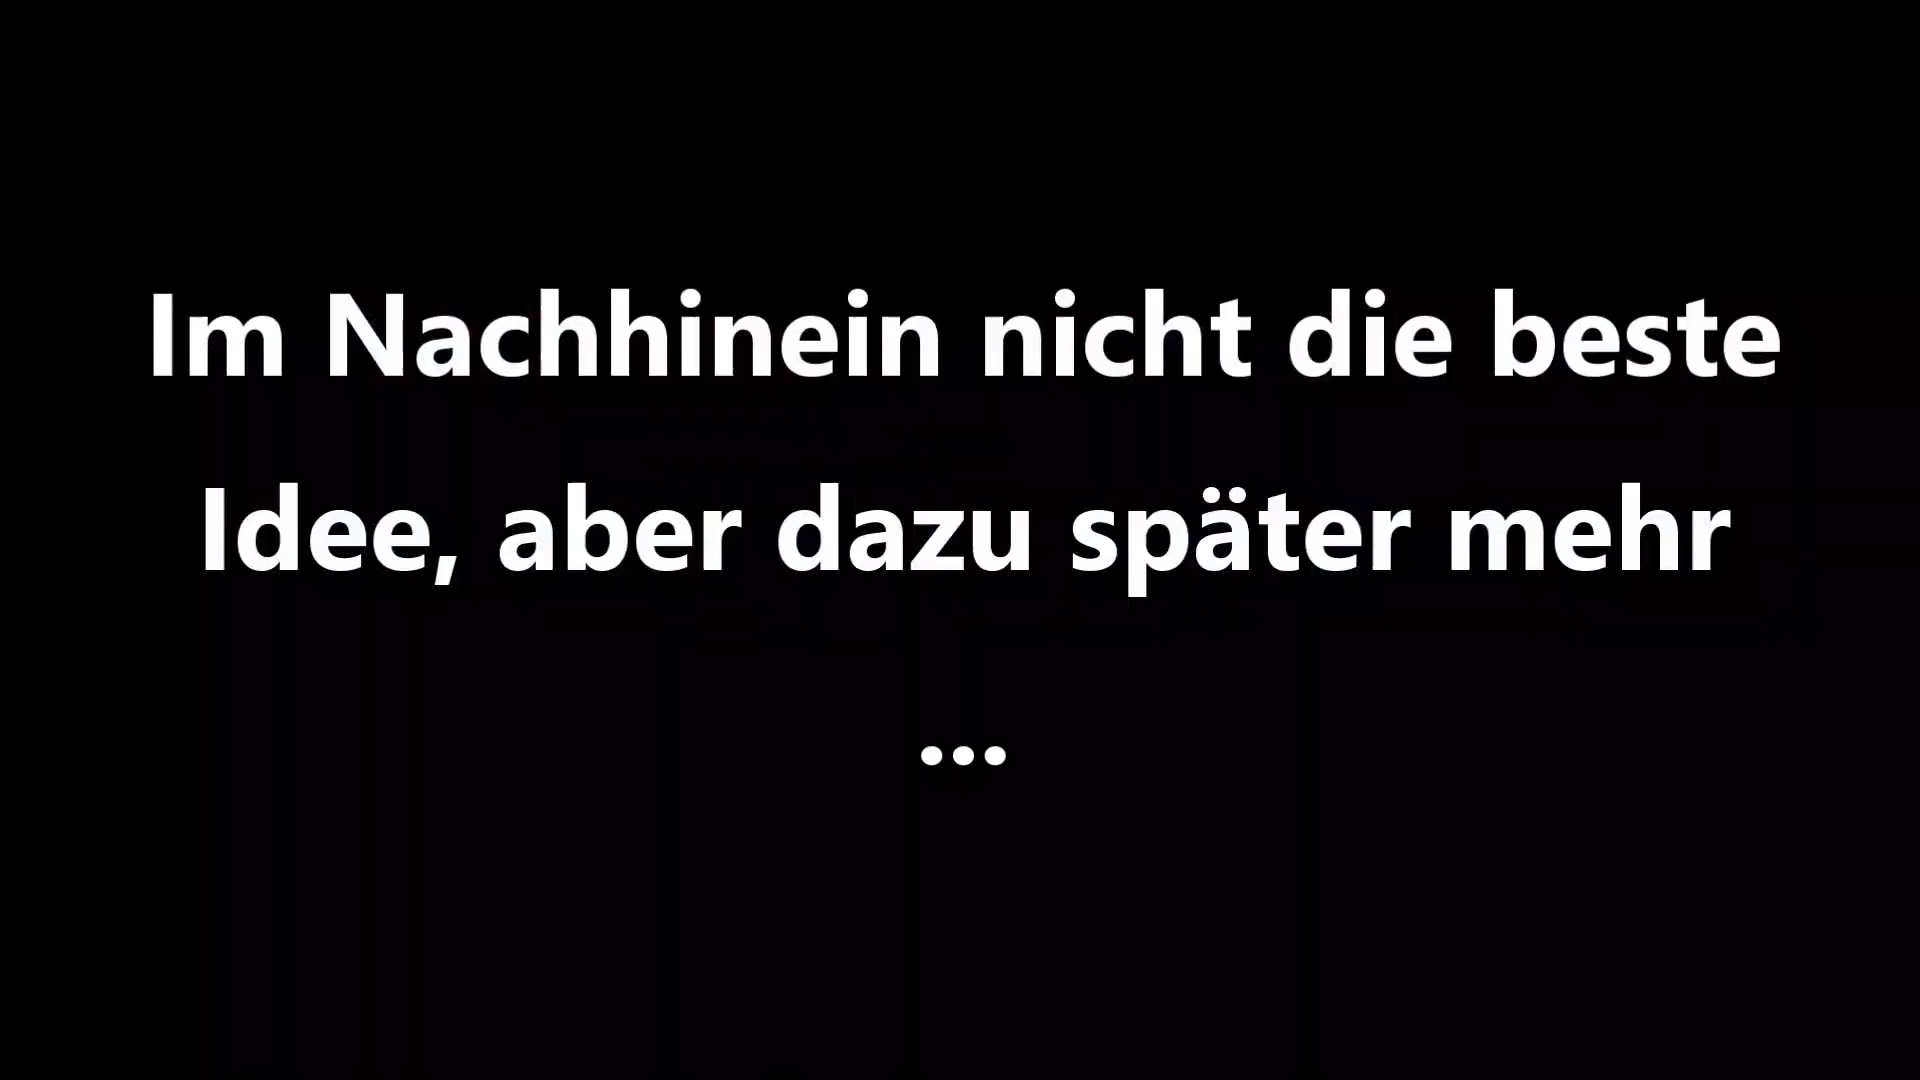 Im Nachhinein nicht die beste
Idee, aber dazu später mehr
...